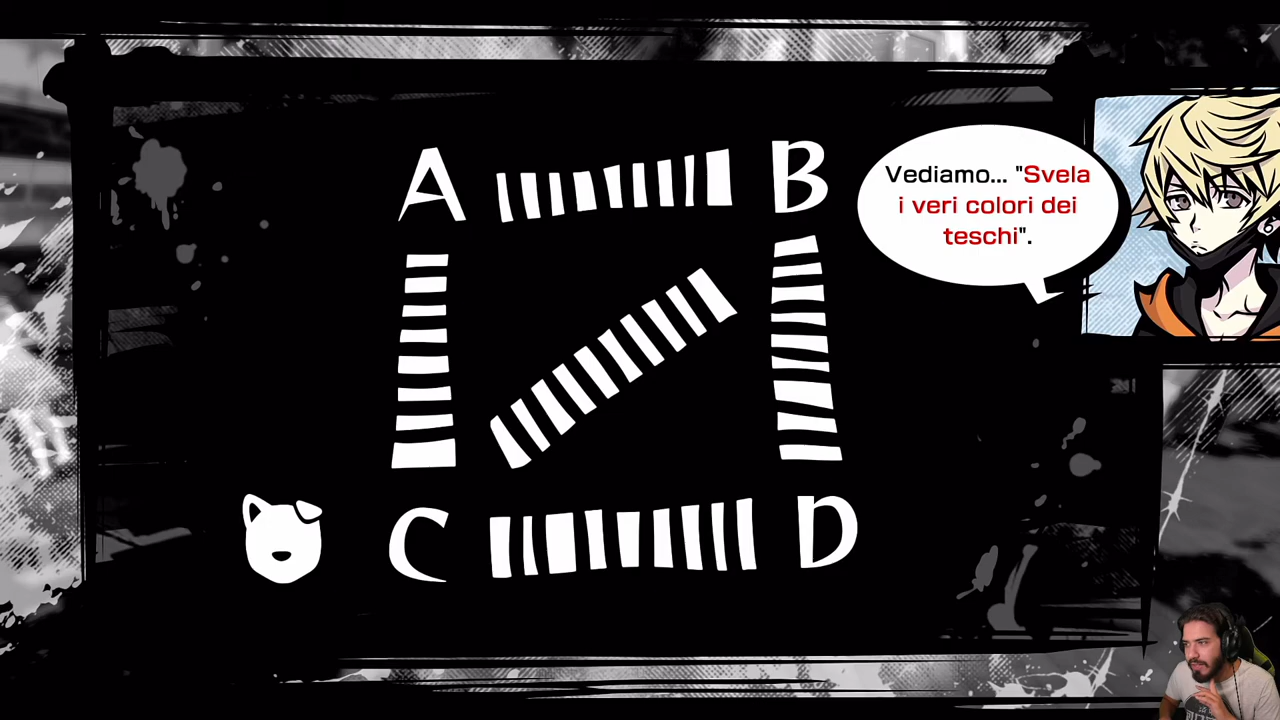 A B
Vediamo... "Svela
i veri colori dei
teschi".
C D